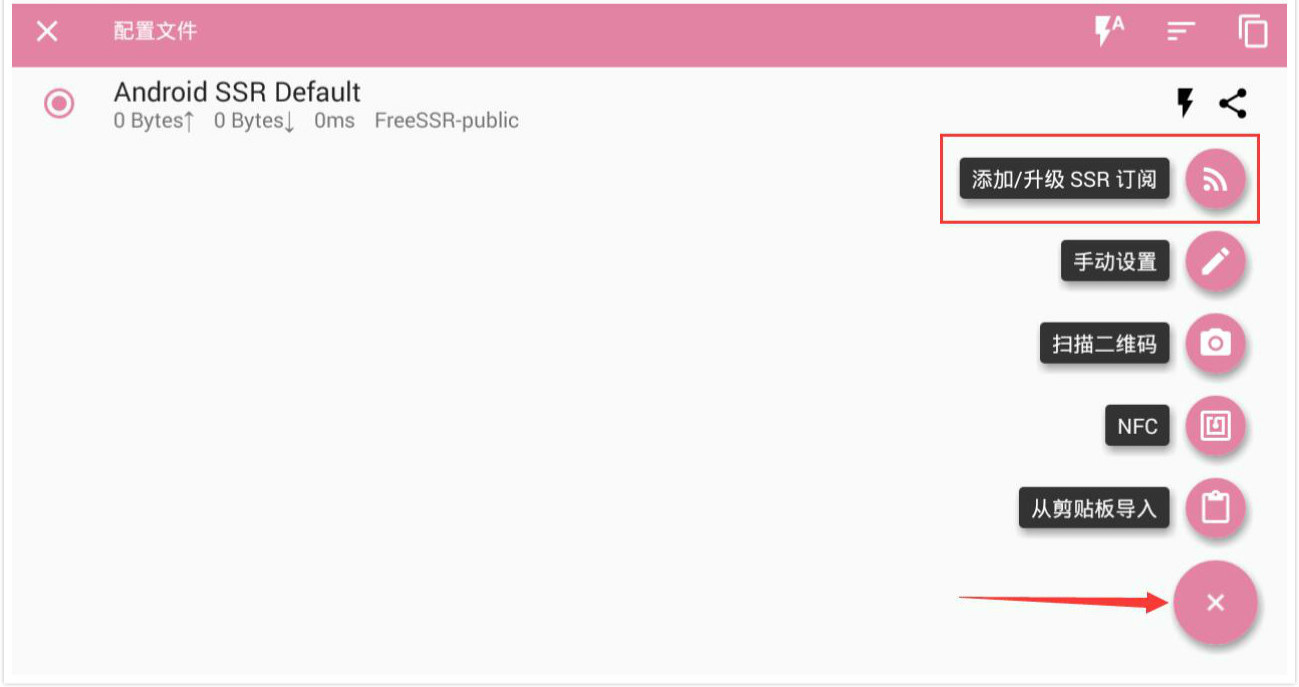 配置文件
A
Android SSR Default
0 Bytes↑ 0 Bytes↓ 0ms FreeSSR-public
添加/升级 SSR 订阅
手动设置
扫描二维码
NFC
从剪贴板导入